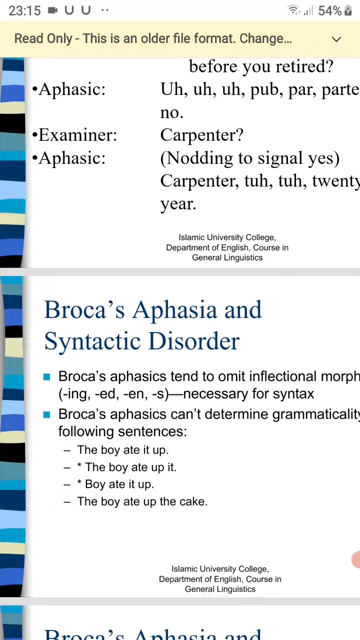 23:15 54%
Read Only - This is an older file format. Change...
before you retired?
•Aphasic: Uh, uh, uh, pub, par, parte
no.
•Examiner: Carpenter?
•Aphasic: (Nodding to signal yes)
Carpenter, tuh, tuh, twenty
year.
Islamic University College,
Department of English, Course in
General Linguistics
Broca's Aphasia and
Syntactic Disorder
Broca's aphasics tend to omit inflectional morph
(-ing, -ed, -en, -s)—necessary for syntax
Broca's aphasics can't determine grammaticality
following sentences:
– The boy ate it up.
– * The boy ate up it.
– * Boy ate it up.
– The boy ate up the cake.
Islamic University College,
Department of English, Course in
General Linguistics
Broca's Aphasia and